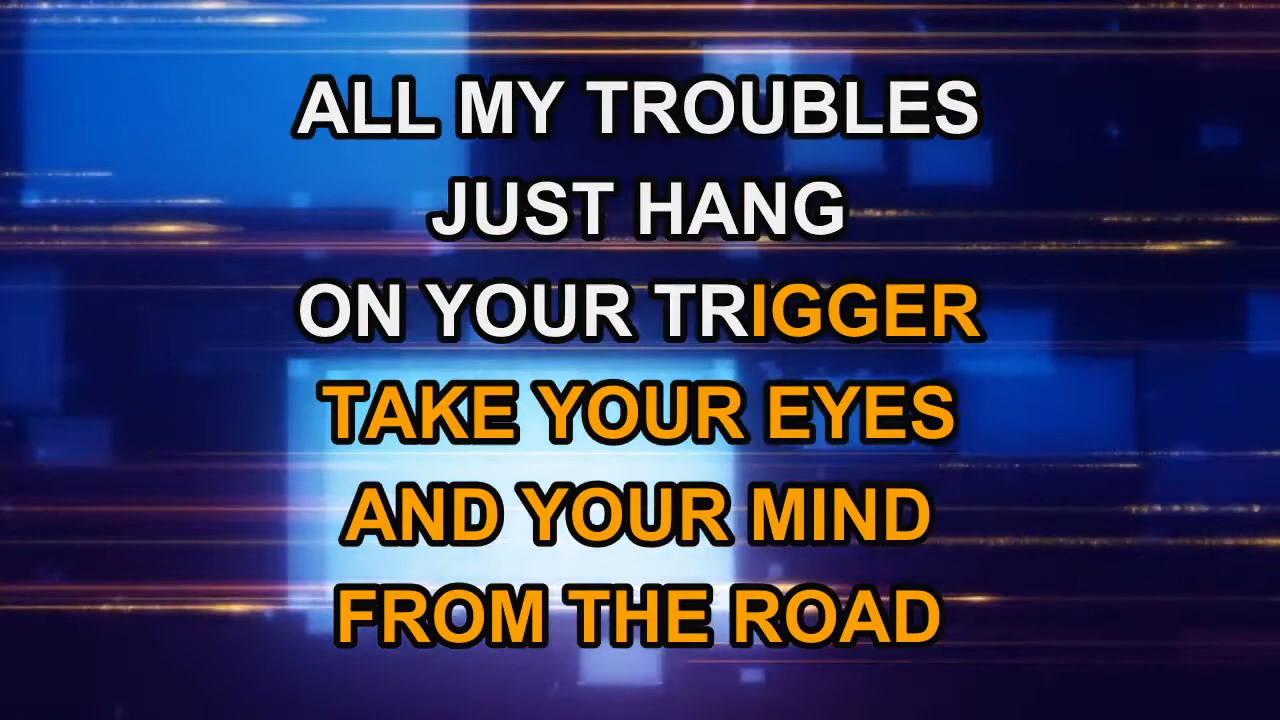 ALL MY TROUBLES
JUST HANG
ON YOUR TRIGGER
TAKE YOUR EYES
AND YOUR MIND
FROM THE ROAD